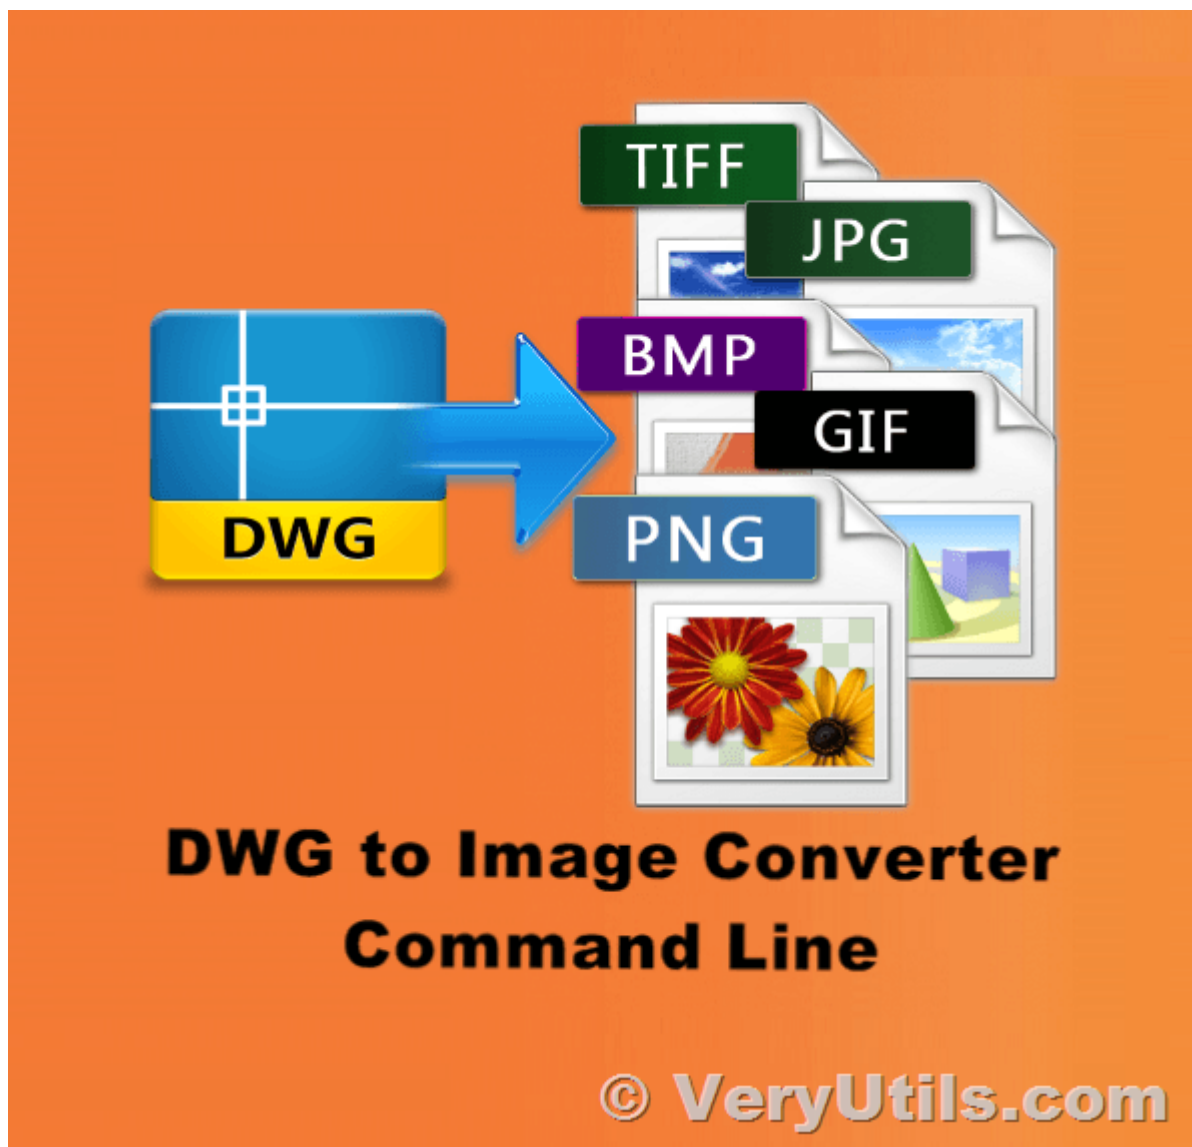 TIFF
JPG
BMP
GIF
DWG
PNG
DWG to Image Converter
Command Line
© VeryUtils.com